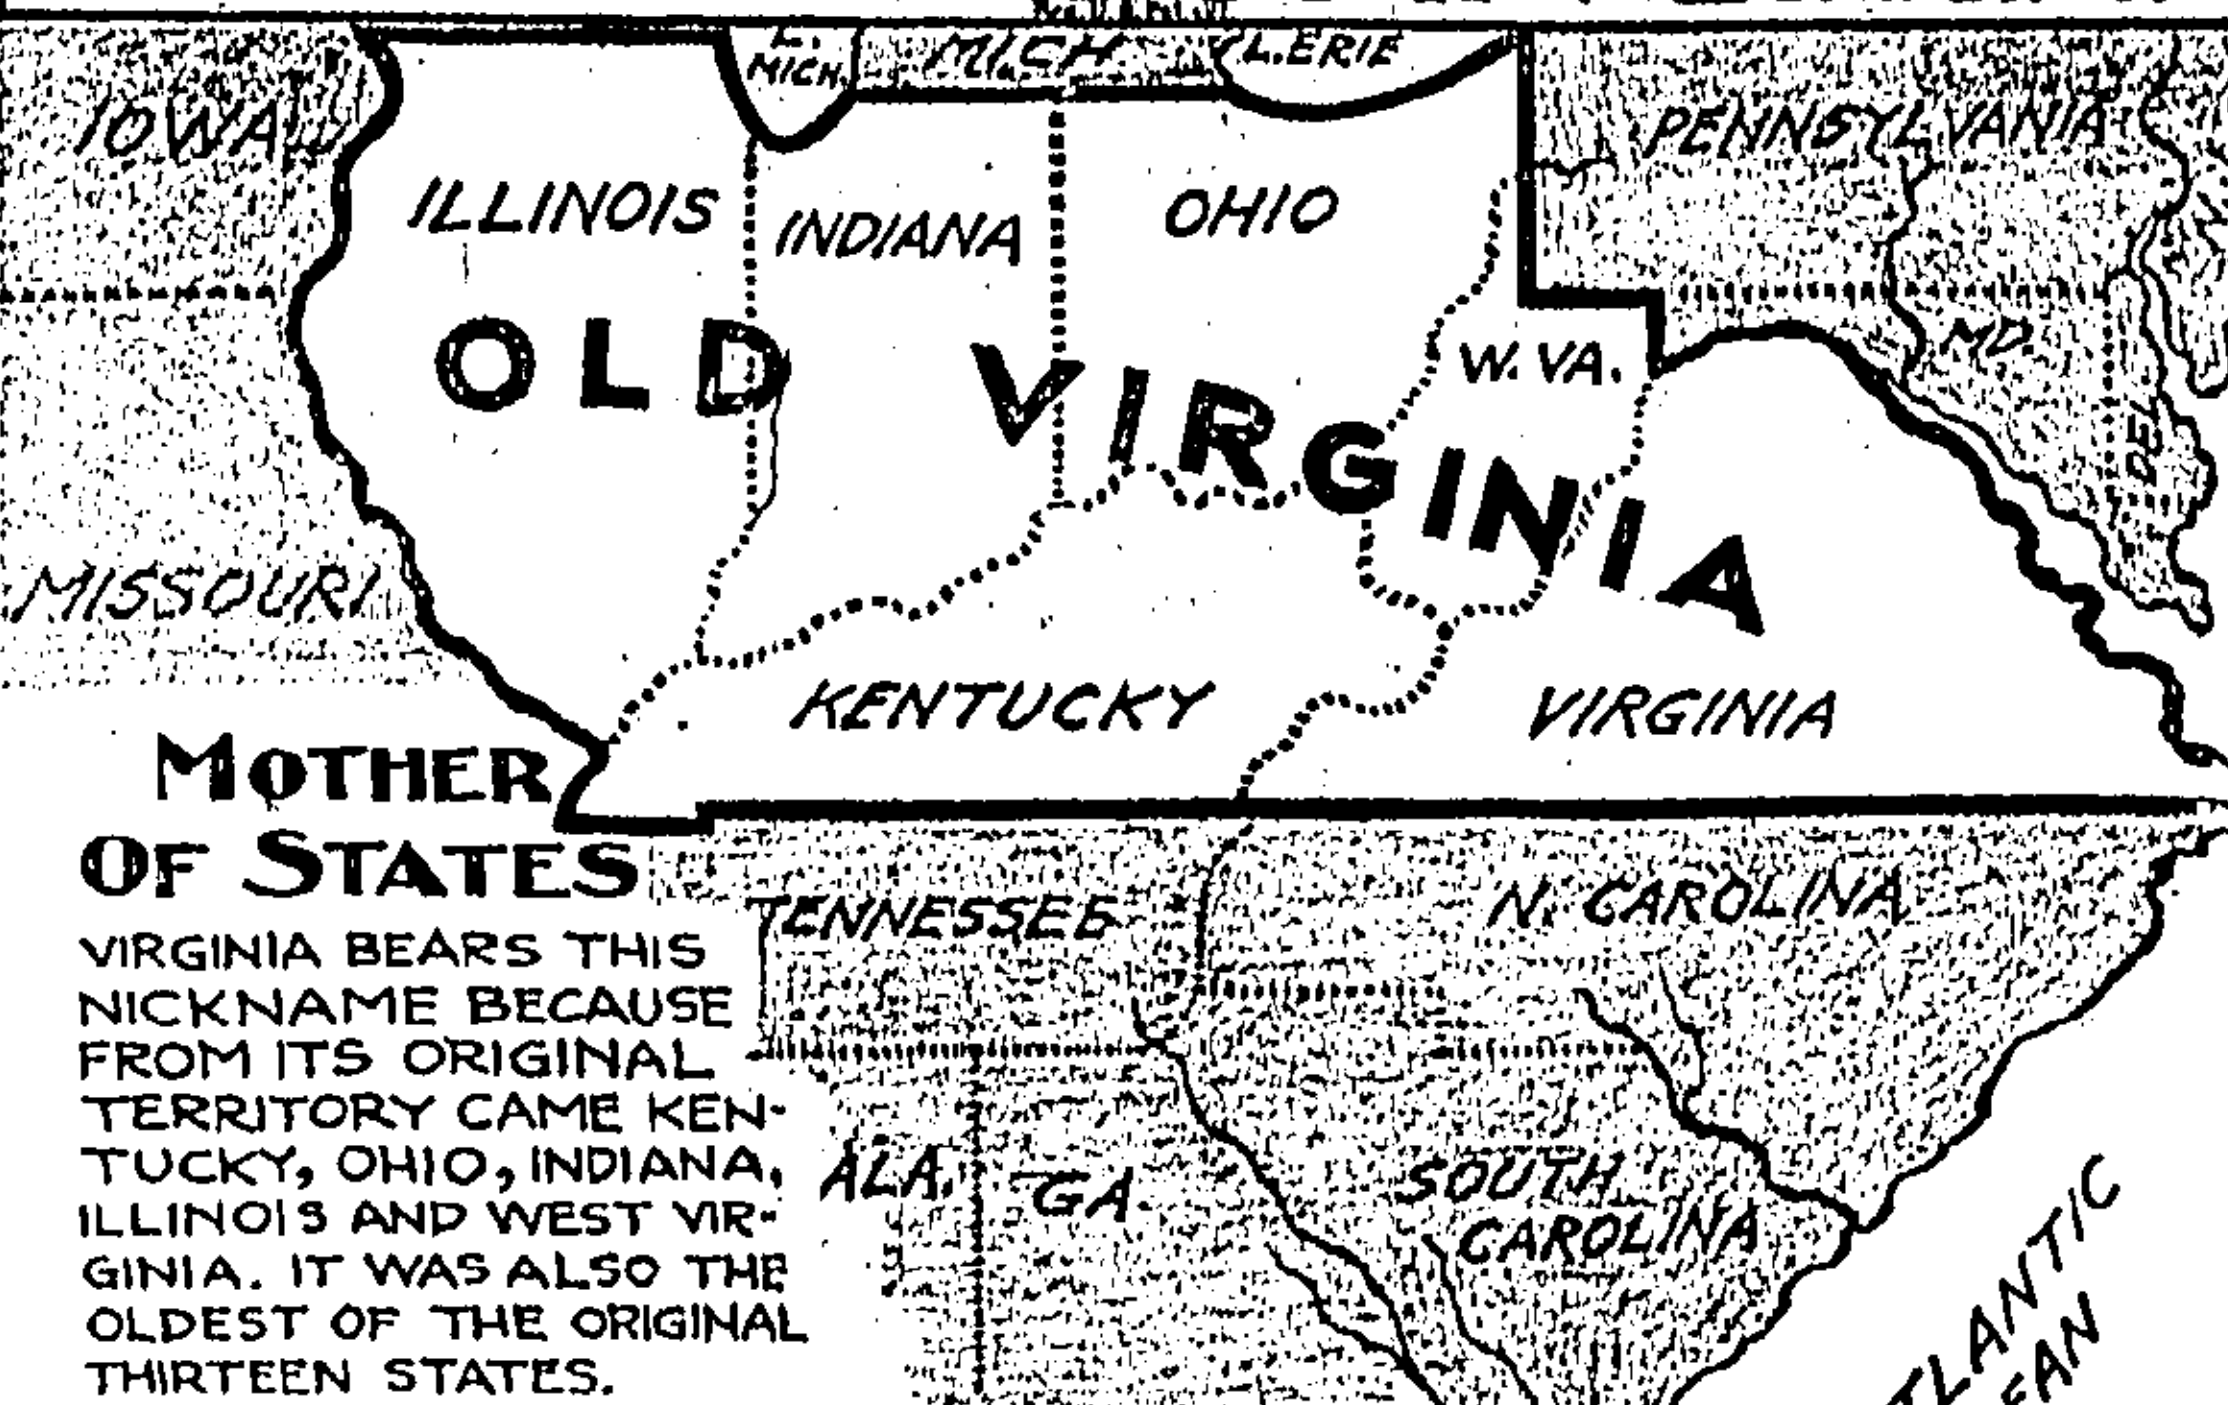 L.
MICH.
MICH
L. ERIE
IOWA
PENNSYLVANIA
ILLINOIS
INDIANA
OHIO
OLD VIRGINIA
W. VA.
MD.
DEL.
MISSOURI
KENTUCKY
VIRGINIA
MOTHER
OF STATES
TENNESSEE
N. CAROLINA
VIRGINIA BEARS THIS
NICKNAME BECAUSE
FROM ITS ORIGINAL
TERRITORY CAME KEN-
TUCKY, OHIO, INDIANA,
ILLINOIS AND WEST VIR-
GINIA. IT WAS ALSO THE
OLDEST OF THE ORIGINAL
THIRTEEN STATES.
ALA.
GA.
SOUTH
CAROLINA
TLANTIC
EAN